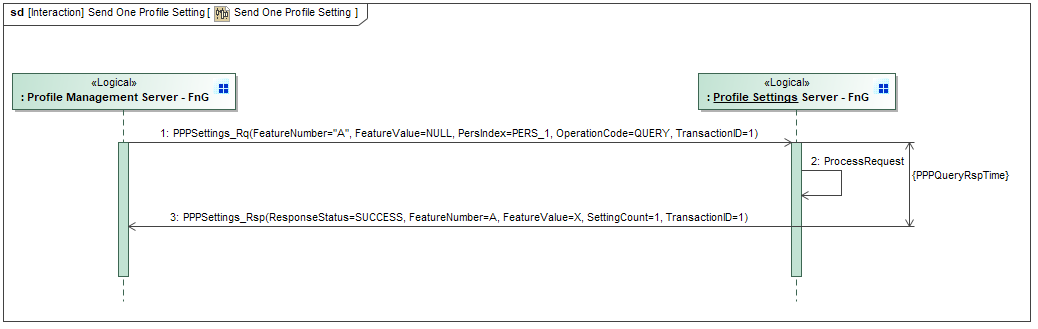 sd [Interaction] Send One Profile Setting [ Send One Profile Setting ]
«Logical»
: Profile Management Server - FnG
«Logical»
: Profile Settings Server - FnG
1: PPPSettings_Rq(FeatureNumber="A", FeatureValue=NULL, PersIndex=PERS_1, OperationCode=QUERY, TransactionID=1)
2: ProcessRequest
{PPPQueryRspTime}
3: PPPSettings_Rsp(ResponseStatus=SUCCESS, FeatureNumber=A, FeatureValue=X, SettingCount=1, TransactionID=1)